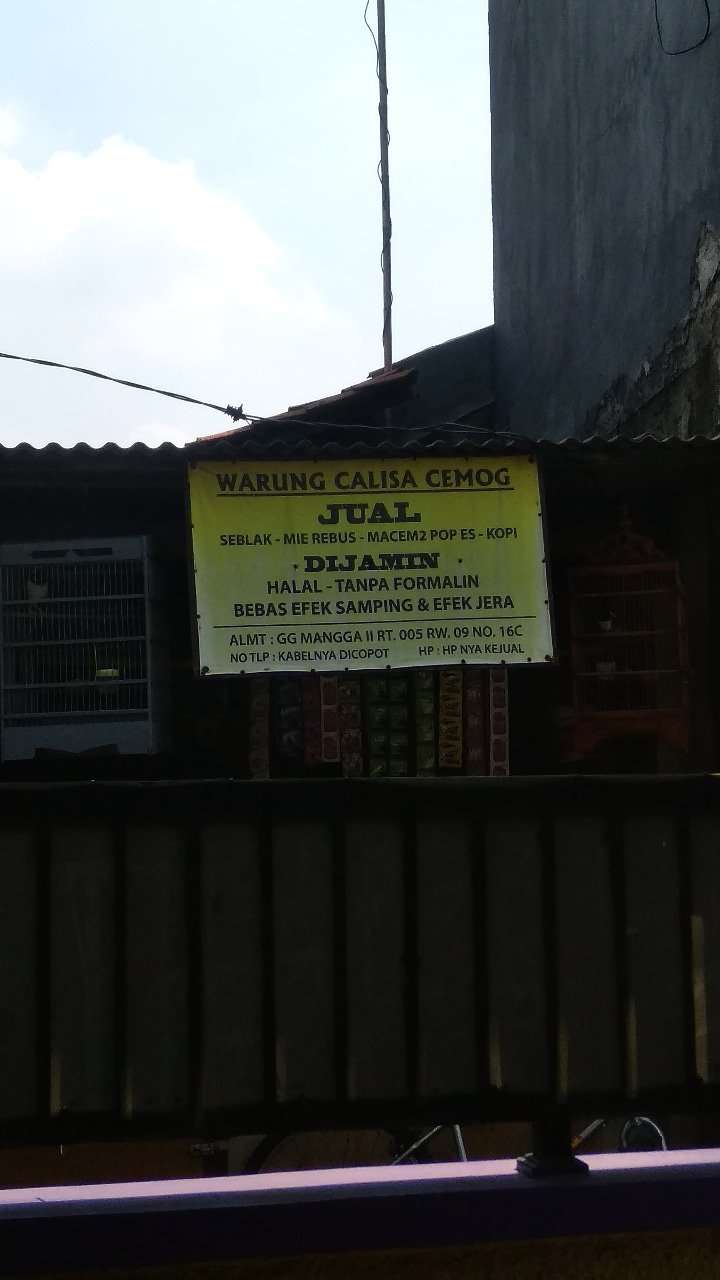 WARUNG CALISA CEMOG
JUAL
SEBLAK - MIE REBUS - MACEM2 POP ES - KOPI
· DIJAMIN ·
HALAL - TANPA FORMALIN
BEBAS EFEK SAMPING & EFEK JERA
ALMT : GG MANGGA II RT. 005 RW. 09 NO. 16C
NO TLP : KABELNYA DICOPOT HP : HP NYA KEJUAL